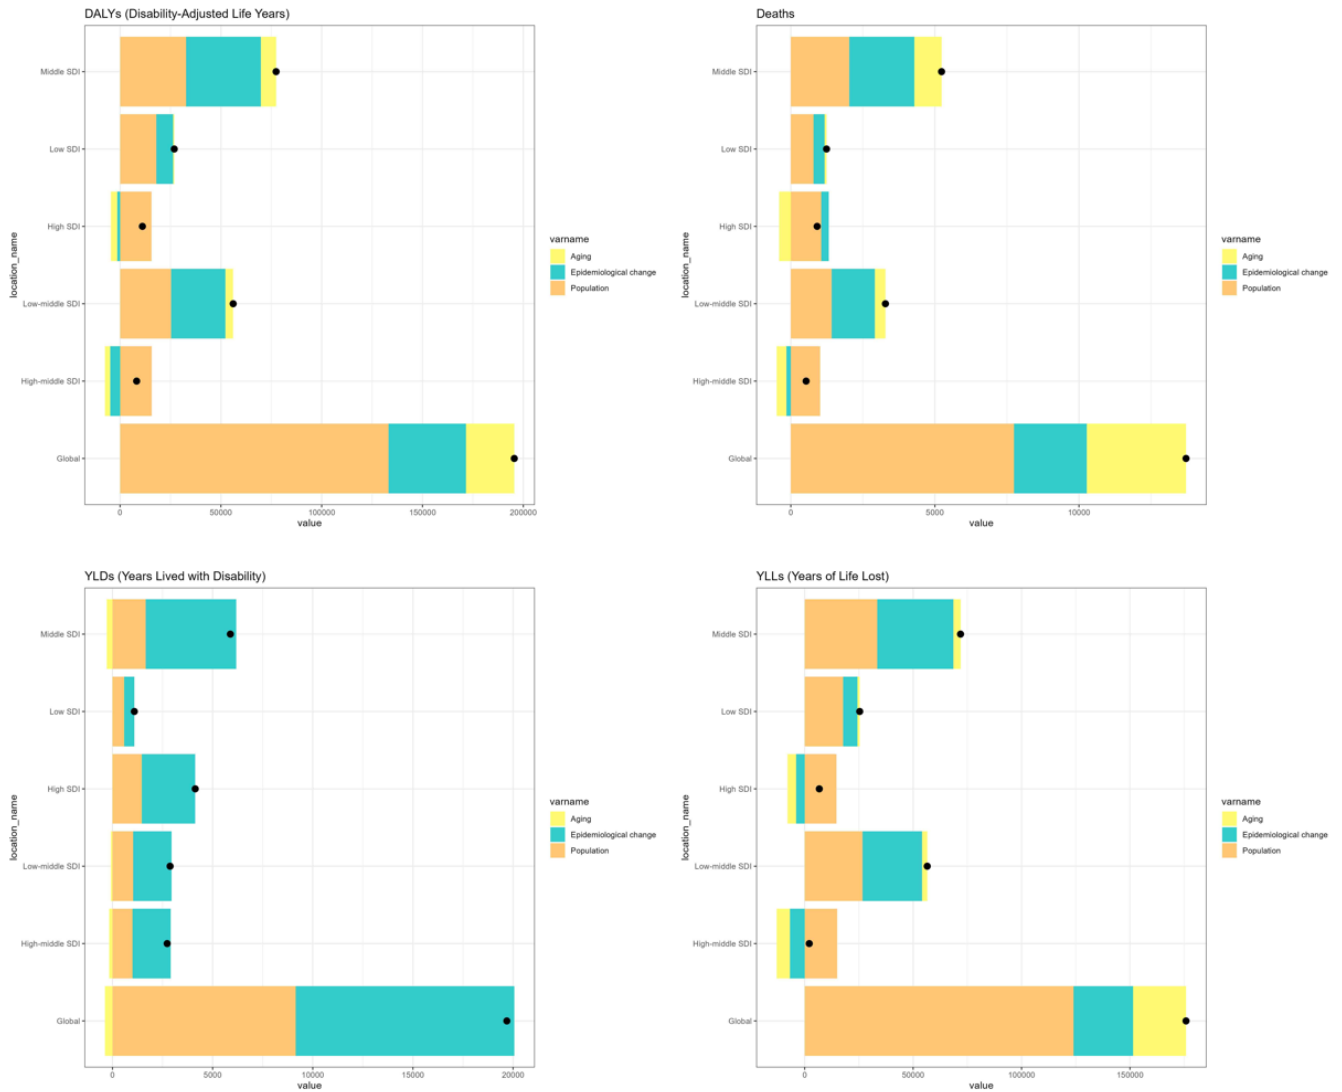 DALYs (Disability-Adjusted Life Years)
location_name
Middle SDI
Low SDI
High SDI
Low-middle SDI
High-middle SDI
Global
0 50000 100000 150000 200000
value
varname
Aging
Epidemiological change
Population
Deaths
location_name
Middle SDI
Low SDI
High SDI
Low-middle SDI
High-middle SDI
Global
0 5000 10000
value
varname
Aging
Epidemiological change
Population
YLDs (Years Lived with Disability)
location_name
Middle SDI
Low SDI
High SDI
Low-middle SDI
High-middle SDI
Global
0 5000 10000 15000 20000
value
varname
Aging
Epidemiological change
Population
YLLs (Years of Life Lost)
location_name
Middle SDI
Low SDI
High SDI
Low-middle SDI
High-middle SDI
Global
0 50000 100000 150000
value
varname
Aging
Epidemiological change
Population